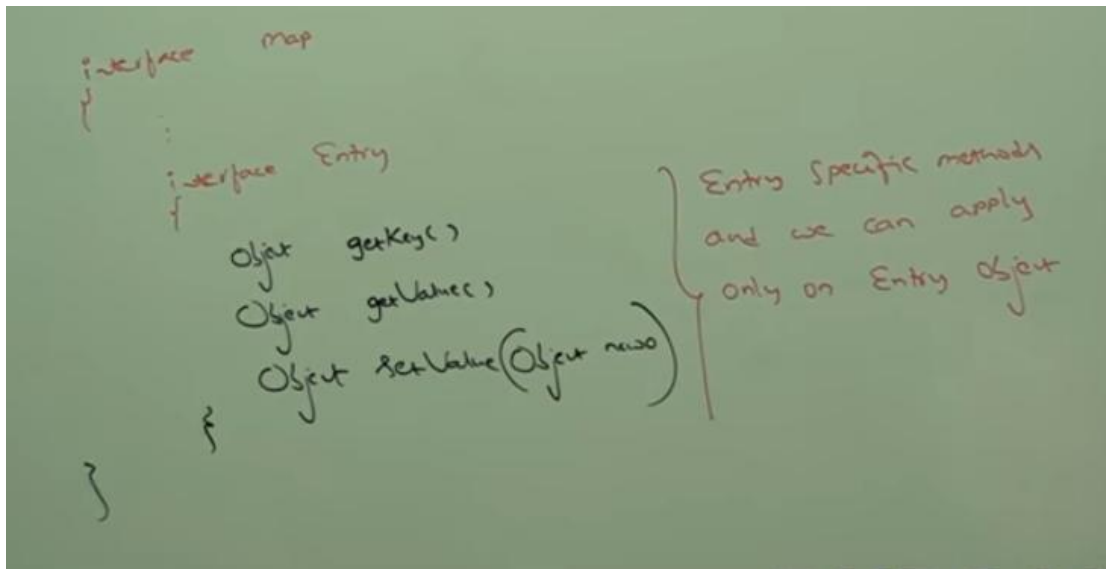 interface map
{
:
interface Entry
{
Object getKey()
Object getValue()
Object setValue(Object newo)
}
}
Entry Specific methods
and we can apply
only on Entry Object